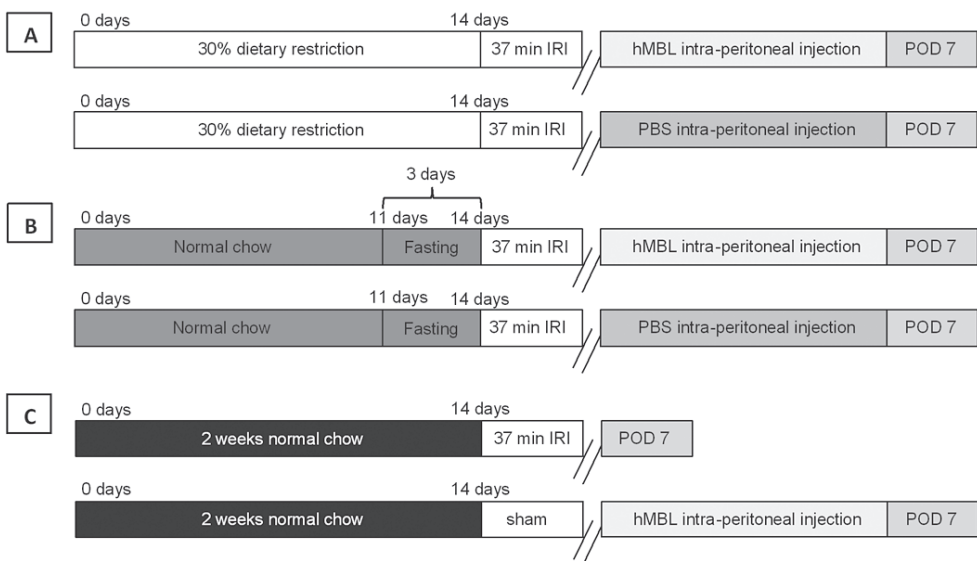 A
0 days 14 days
30% dietary restriction 37 min IRI hMBL intra-peritoneal injection POD 7
0 days 14 days
30% dietary restriction 37 min IRI PBS intra-peritoneal injection POD 7
3 days
B
0 days 11 days 14 days
Normal chow Fasting 37 min IRI hMBL intra-peritoneal injection POD 7
0 days 11 days 14 days
Normal chow Fasting 37 min IRI PBS intra-peritoneal injection POD 7
C
0 days 14 days
2 weeks normal chow 37 min IRI POD 7
0 days 14 days
2 weeks normal chow sham hMBL intra-peritoneal injection POD 7